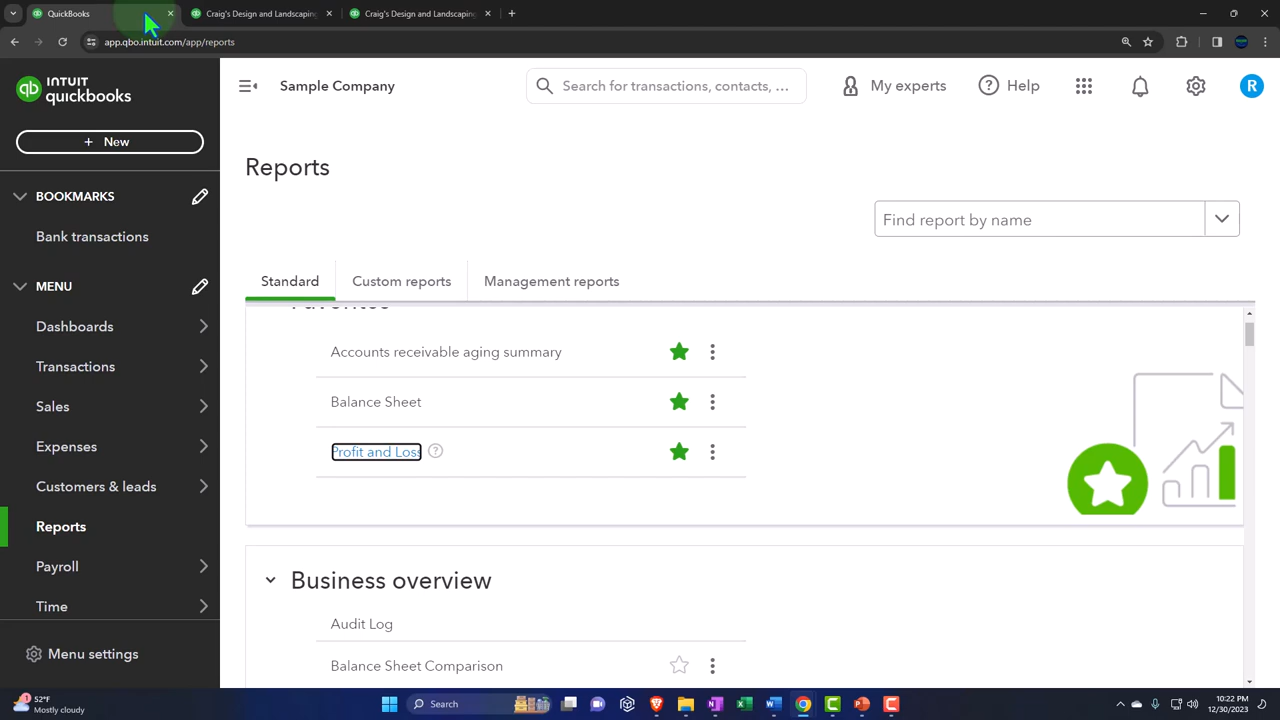 QuickBooks
Craig's Design and Landscaping
Craig's Design and Landscaping
app.qbo.intuit.com/app/reports
INTUIT
quickbooks
Sample Company
Search for transactions, contacts, ...
My experts
Help
R
+ New
BOOKMARKS
Bank transactions
MENU
Dashboards
Transactions
Sales
Expenses
Customers & leads
Reports
Payroll
Time
Menu settings
Reports
Find report by name
Standard
Custom reports
Management reports
Favorites
Accounts receivable aging summary
Balance Sheet
Profit and Loss
Business overview
Audit Log
Balance Sheet Comparison
52°F
Mostly cloudy
Search
10:22 PM
12/30/2023